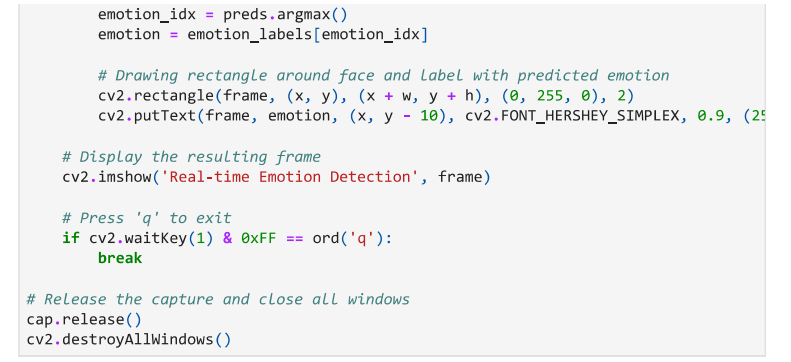 emotion_idx = preds.argmax()
emotion = emotion_labels[emotion_idx]
# Drawing rectangle around face and label with predicted emotion
cv2.rectangle(frame, (x, y), (x + w, y + h), (0, 255, 0), 2)
cv2.putText(frame, emotion, (x, y - 10), cv2.FONT_HERSHEY_SIMPLEX, 0.9, (25
# Display the resulting frame
cv2.imshow('Real-time Emotion Detection', frame)
# Press 'q' to exit
if cv2.waitKey(1) & 0xFF == ord('q'):
break
# Release the capture and close all windows
cap.release()
cv2.destroyAllWindows()